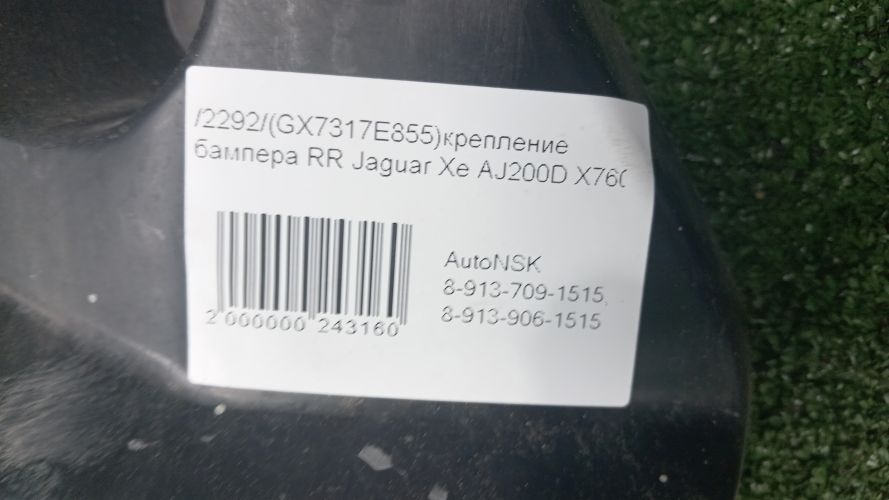 /2292/(GX7317E855)крепление
бампера RR Jaguar Xe AJ200D X760
AutoNSK
8-913-709-1515,
8-913-906-1515
2 000000 243160